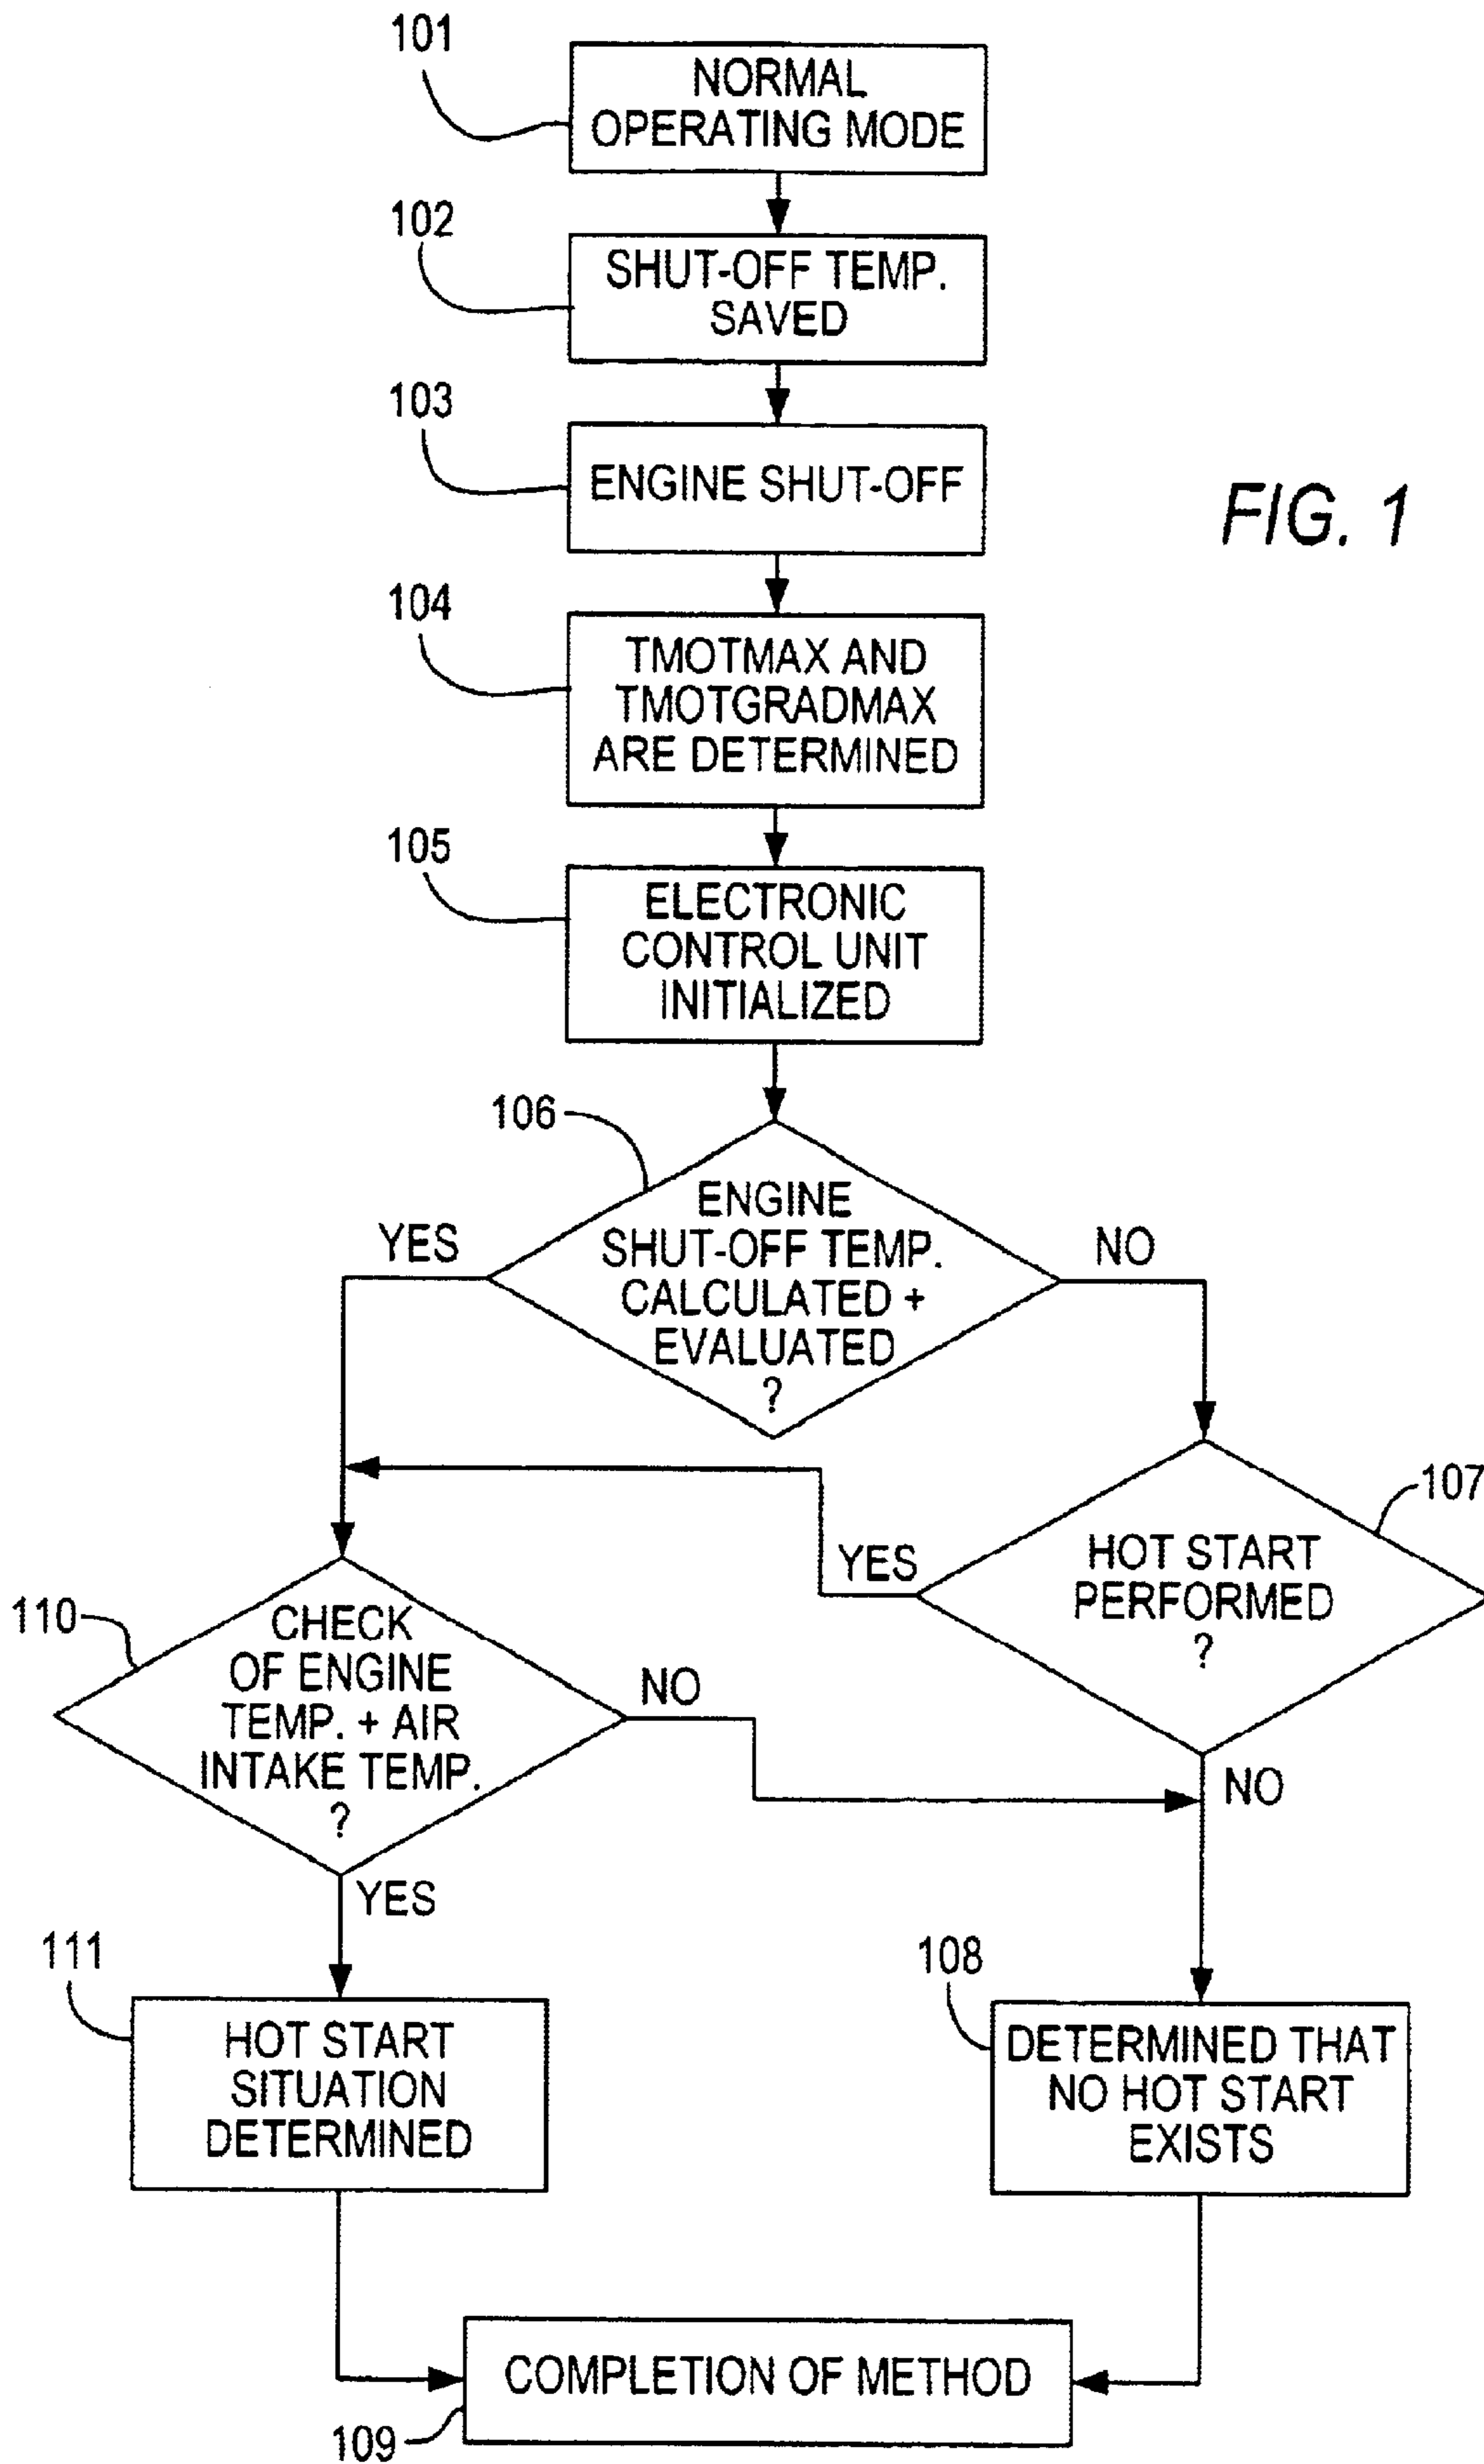 101
NORMAL
OPERATING MODE
102
SHUT-OFF TEMP.
SAVED
103
ENGINE SHUT-OFF
FIG. 1
104
TMOTMAX AND
TMOTGRADMAX
ARE DETERMINED
105
ELECTRONIC
CONTROL UNIT
INITIALIZED
106
ENGINE
SHUT-OFF TEMP.
CALCULATED +
EVALUATED
?
YES
NO
107
HOT START
PERFORMED
?
YES
NO
110
CHECK
OF ENGINE
TEMP. + AIR
INTAKE TEMP.
?
NO
YES
111
HOT START
SITUATION
DETERMINED
108
DETERMINED THAT
NO HOT START
EXISTS
COMPLETION OF METHOD
109